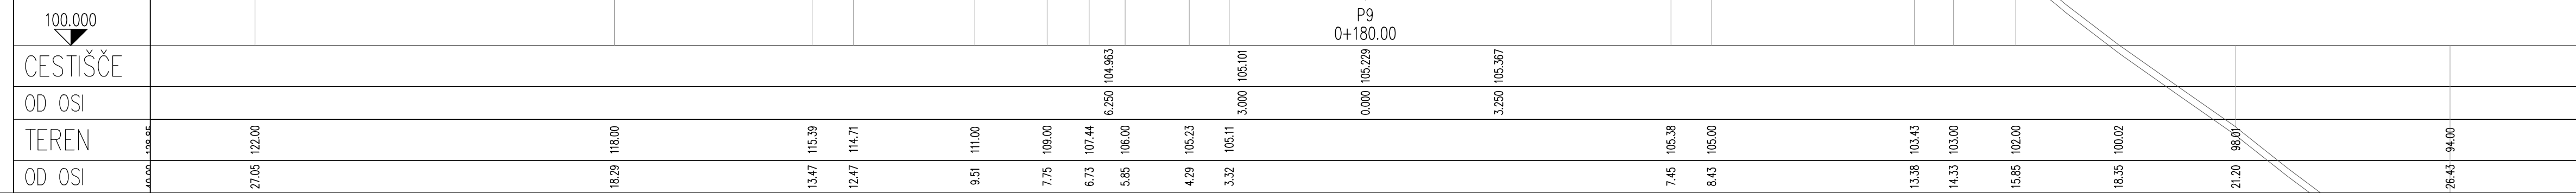 100.000
P9
0+180.00
CESTIŠČE 104.963 105.101 105.229 105.367
OD OSI 6.250 3.000 0.000 3.250
TEREN 128.85 122.00 118.00 115.39 114.71 111.00 109.00 107.44 106.00 105.23 105.11 105.38 105.00 103.43 103.00 102.00 100.02 98.01 94.00
OD OSI 27.05 18.29 13.47 12.47 9.51 7.75 6.73 5.85 4.29 3.32 7.45 8.43 13.38 14.33 15.85 18.35 21.20 26.43